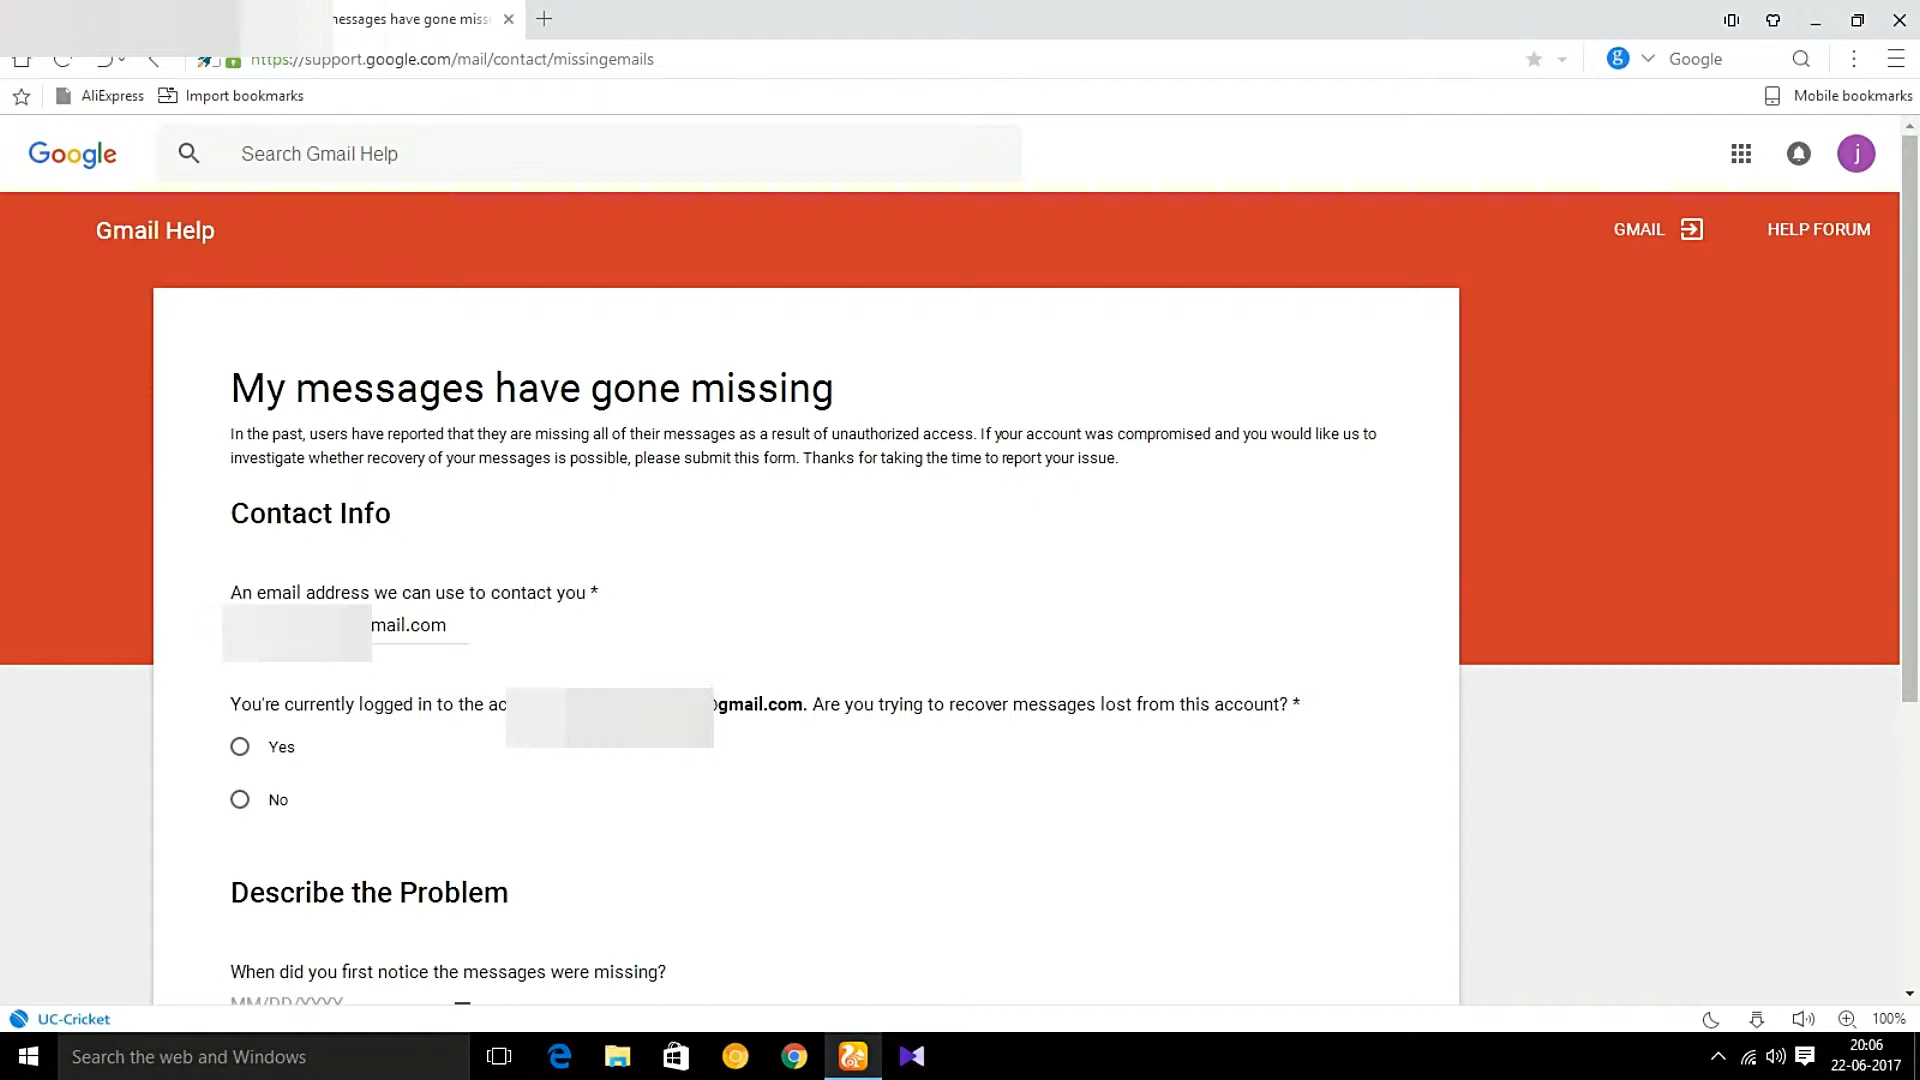 messages have gone miss
https://support.google.com/mail/contact/missingemails
Google
AliExpress
Import bookmarks
Mobile bookmarks
Google
Search Gmail Help
j
Gmail Help
GMAIL
HELP FORUM
My messages have gone missing
In the past, users have reported that they are missing all of their messages as a result of unauthorized access. If your account was compromised and you would like us to
investigate whether recovery of your messages is possible, please submit this form. Thanks for taking the time to report your issue.
Contact Info
An email address we can use to contact you *
mail.com
You're currently logged in to the ac @gmail.com. Are you trying to recover messages lost from this account? *
Yes
No
Describe the Problem
When did you first notice the messages were missing?
MM/DD/YYYY
UC-Cricket
100%
Search the web and Windows
20:06
22-06-2017